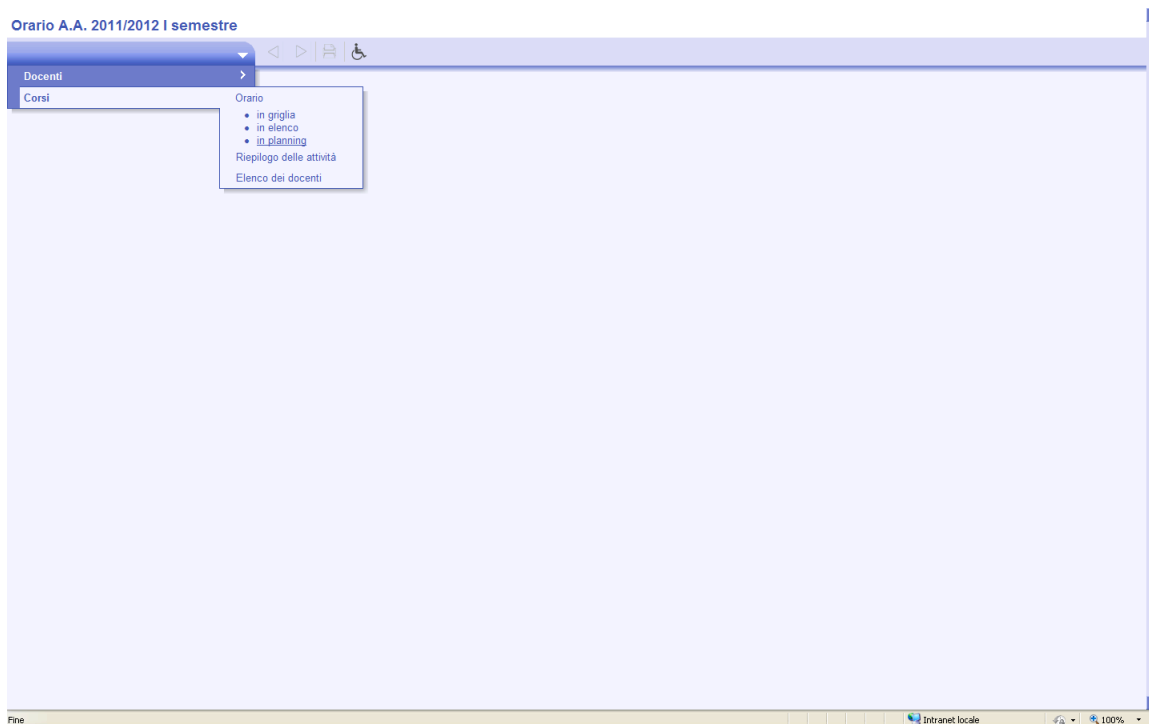 Orario A.A. 2011/2012 I semestre
Docenti
Corsi
Orario
in griglia
in elenco
in planning
Riepilogo delle attività
Elenco dei docenti
Fine
Intranet locale
100%